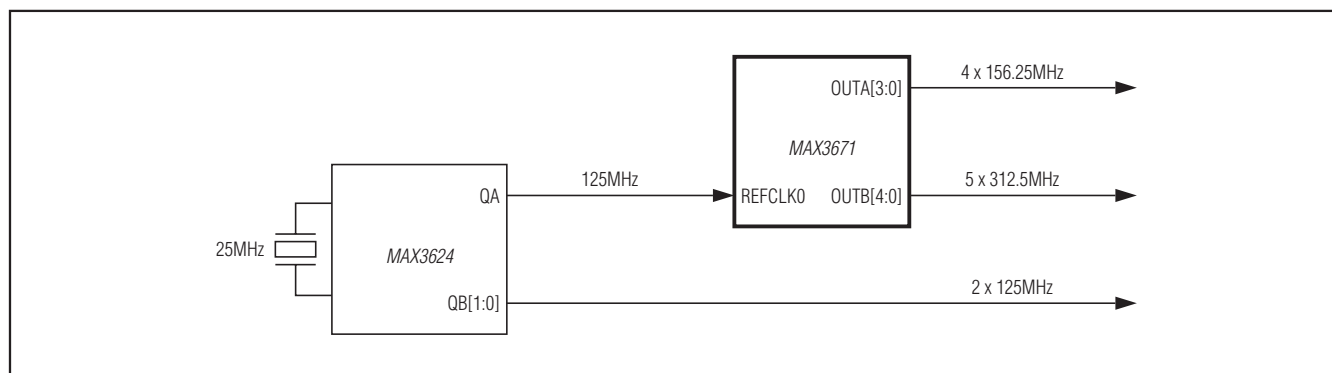 4 x 156.25MHz
OUTA[3:0]
MAX3671
QA
125MHz
REFCLK0
OUTB[4:0]
5 x 312.5MHz
25MHz
MAX3624
QB[1:0]
2 x 125MHz